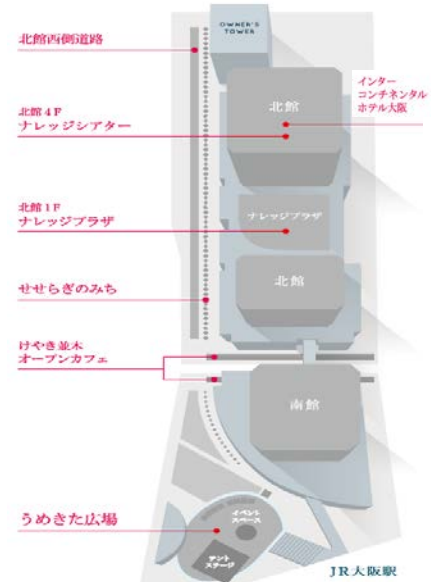 OWNER'S
TOWER
北館西側道路
インター
コンチネンタル
ホテル大阪
北館
北館4F
ナレッジシアター
北館1F
ナレッジプラザ
ナレッジプラザ
せせらぎのみち
北館
けやき並木
オープンカフェ
南館
うめきた広場
イベント
スペース
テント
ステージ
JR大阪駅